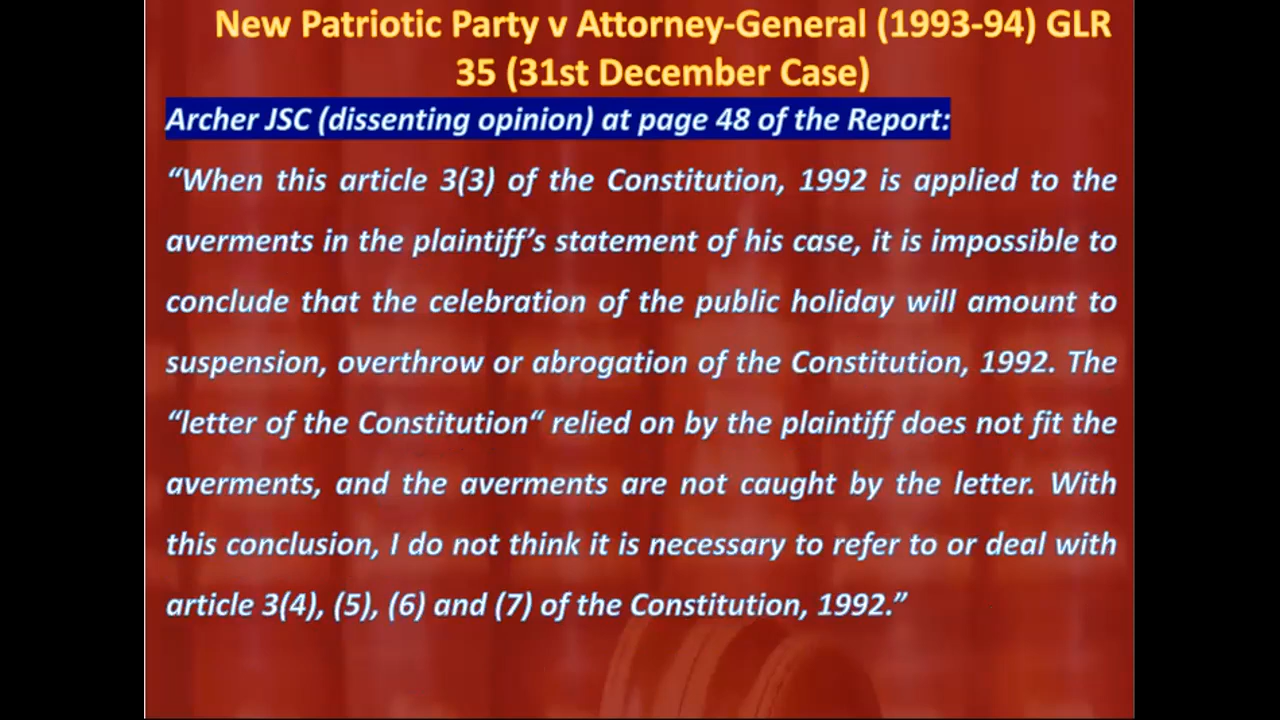 New Patriotic Party v Attorney-General (1993-94) GLR
35 (31st December Case)
Archer JSC (dissenting opinion) at page 48 of the Report:
“When this article 3(3) of the Constitution, 1992 is applied to the
averments in the plaintiff’s statement of his case, it is impossible to
conclude that the celebration of the public holiday will amount to
suspension, overthrow or abrogation of the Constitution, 1992. The
“letter of the Constitution“ relied on by the plaintiff does not fit the
averments, and the averments are not caught by the letter. With
this conclusion, I do not think it is necessary to refer to or deal with
article 3(4), (5), (6) and (7) of the Constitution, 1992.”